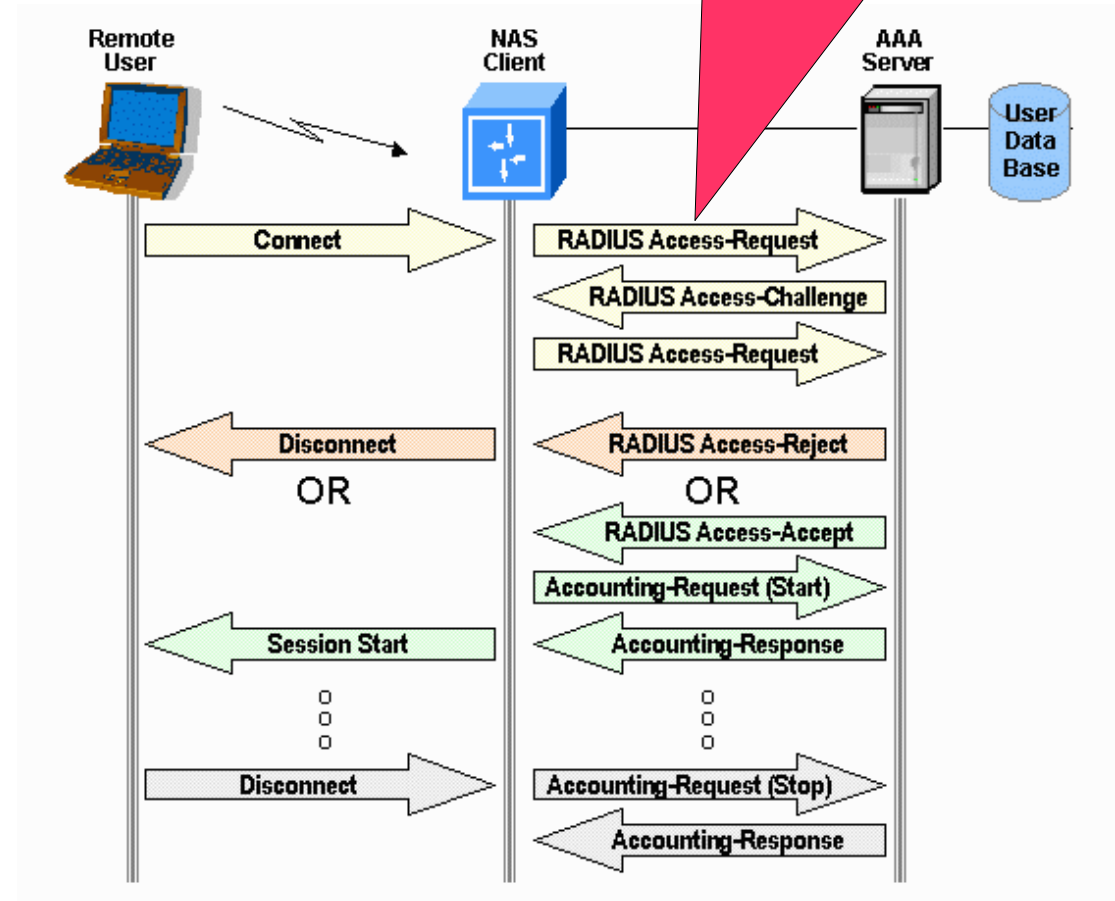 Remote
User
NAS
Client
AAA
Server
User
Data
Base
Connect
RADIUS Access-Request
RADIUS Access-Challenge
RADIUS Access-Request
Disconnect
RADIUS Access-Reject
OR
OR
RADIUS Access-Accept
Accounting-Request (Start)
Session Start
Accounting-Response
Disconnect
Accounting-Request (Stop)
Accounting-Response